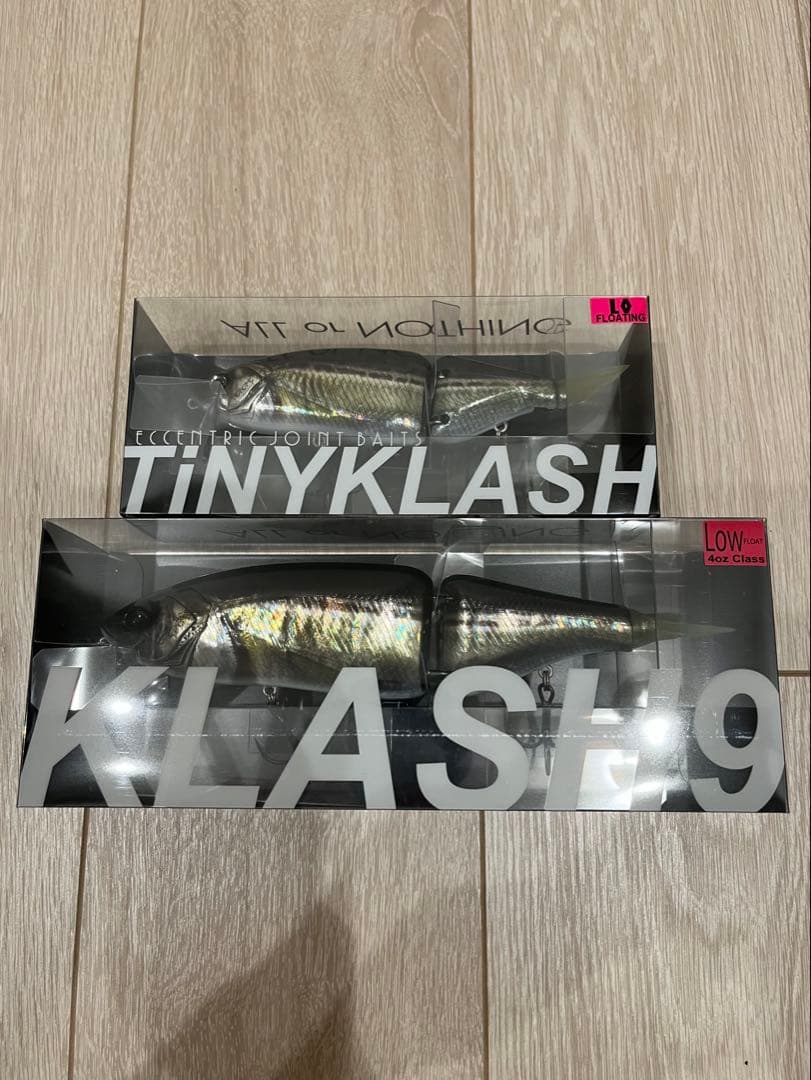 ALL or NOTHING
LO
FLOATING
ECCENTRIC JOINT BAITS
TiNYKLASH
LOW FLOAT
4oz Class
KLASH9